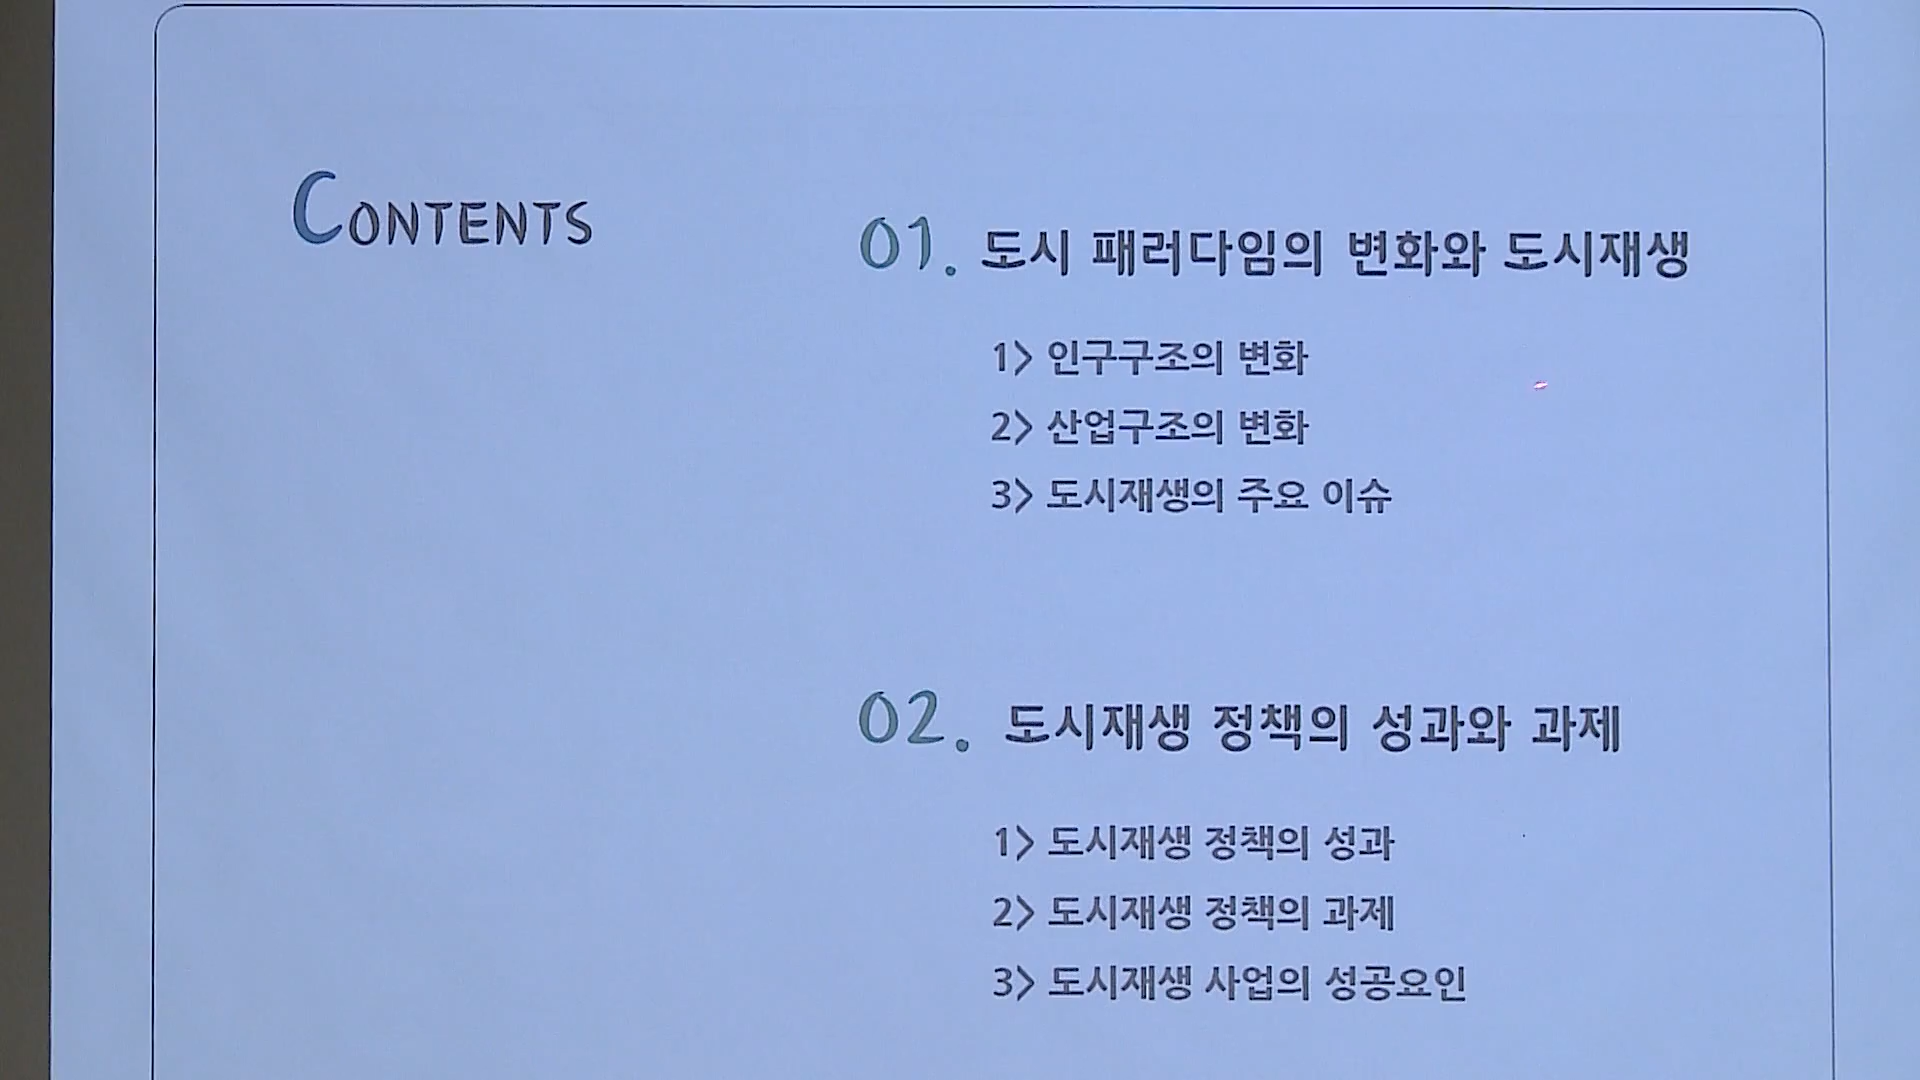 CONTENTS
01. 도시 패러다임의 변화와 도시재생
1> 인구구조의 변화
2> 산업구조의 변화
3> 도시재생의 주요 이슈
02. 도시재생 정책의 성과와 과제
1> 도시재생 정책의 성과
2> 도시재생 정책의 과제
3> 도시재생 사업의 성공요인